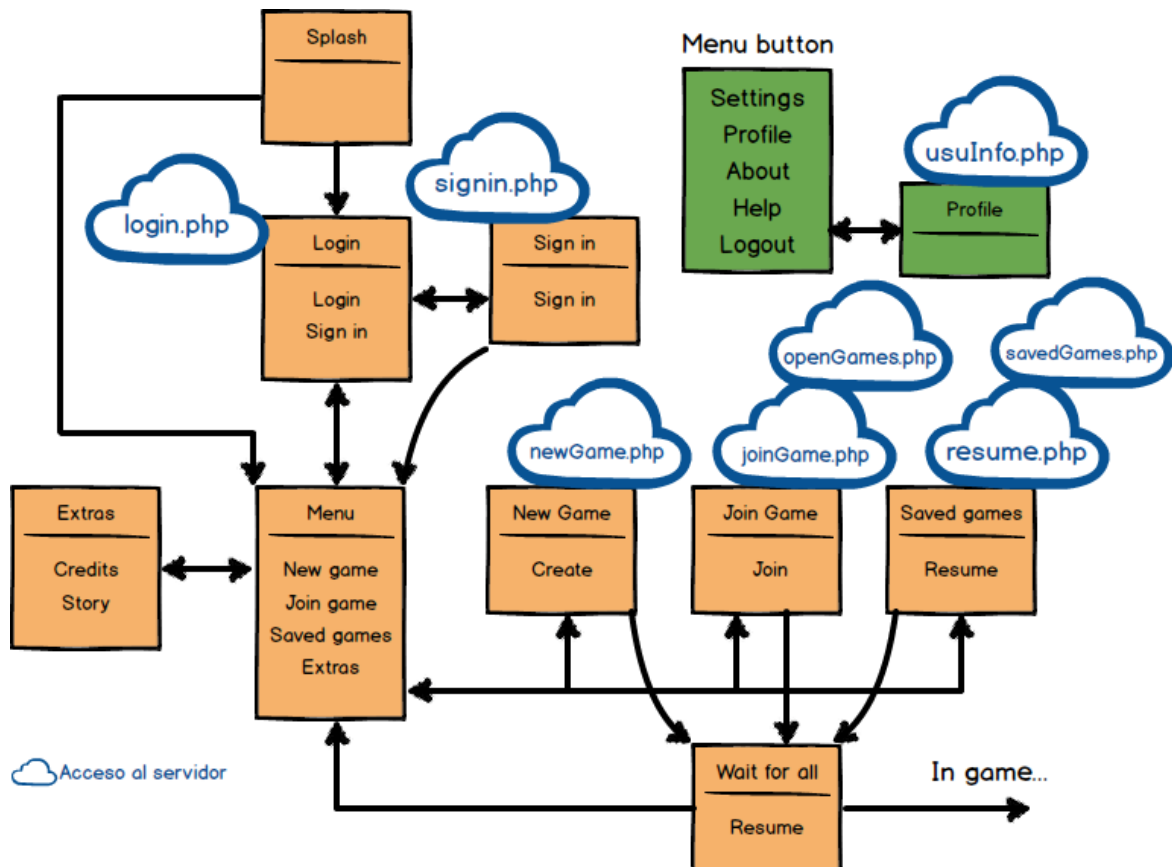 Splash
Menu button
Settings
Profile
About
Help
Logout
usuInfo.php
Profile
login.php
signin.php
Login
Login
Sign in
Sign in
Sign in
openGames.php
savedGames.php
newGame.php
joinGame.php
resume.php
Extras
Credits
Story
Menu
New game
Join game
Saved games
Extras
New Game
Create
Join Game
Join
Saved games
Resume
Acceso al servidor
Wait for all
Resume
In game...